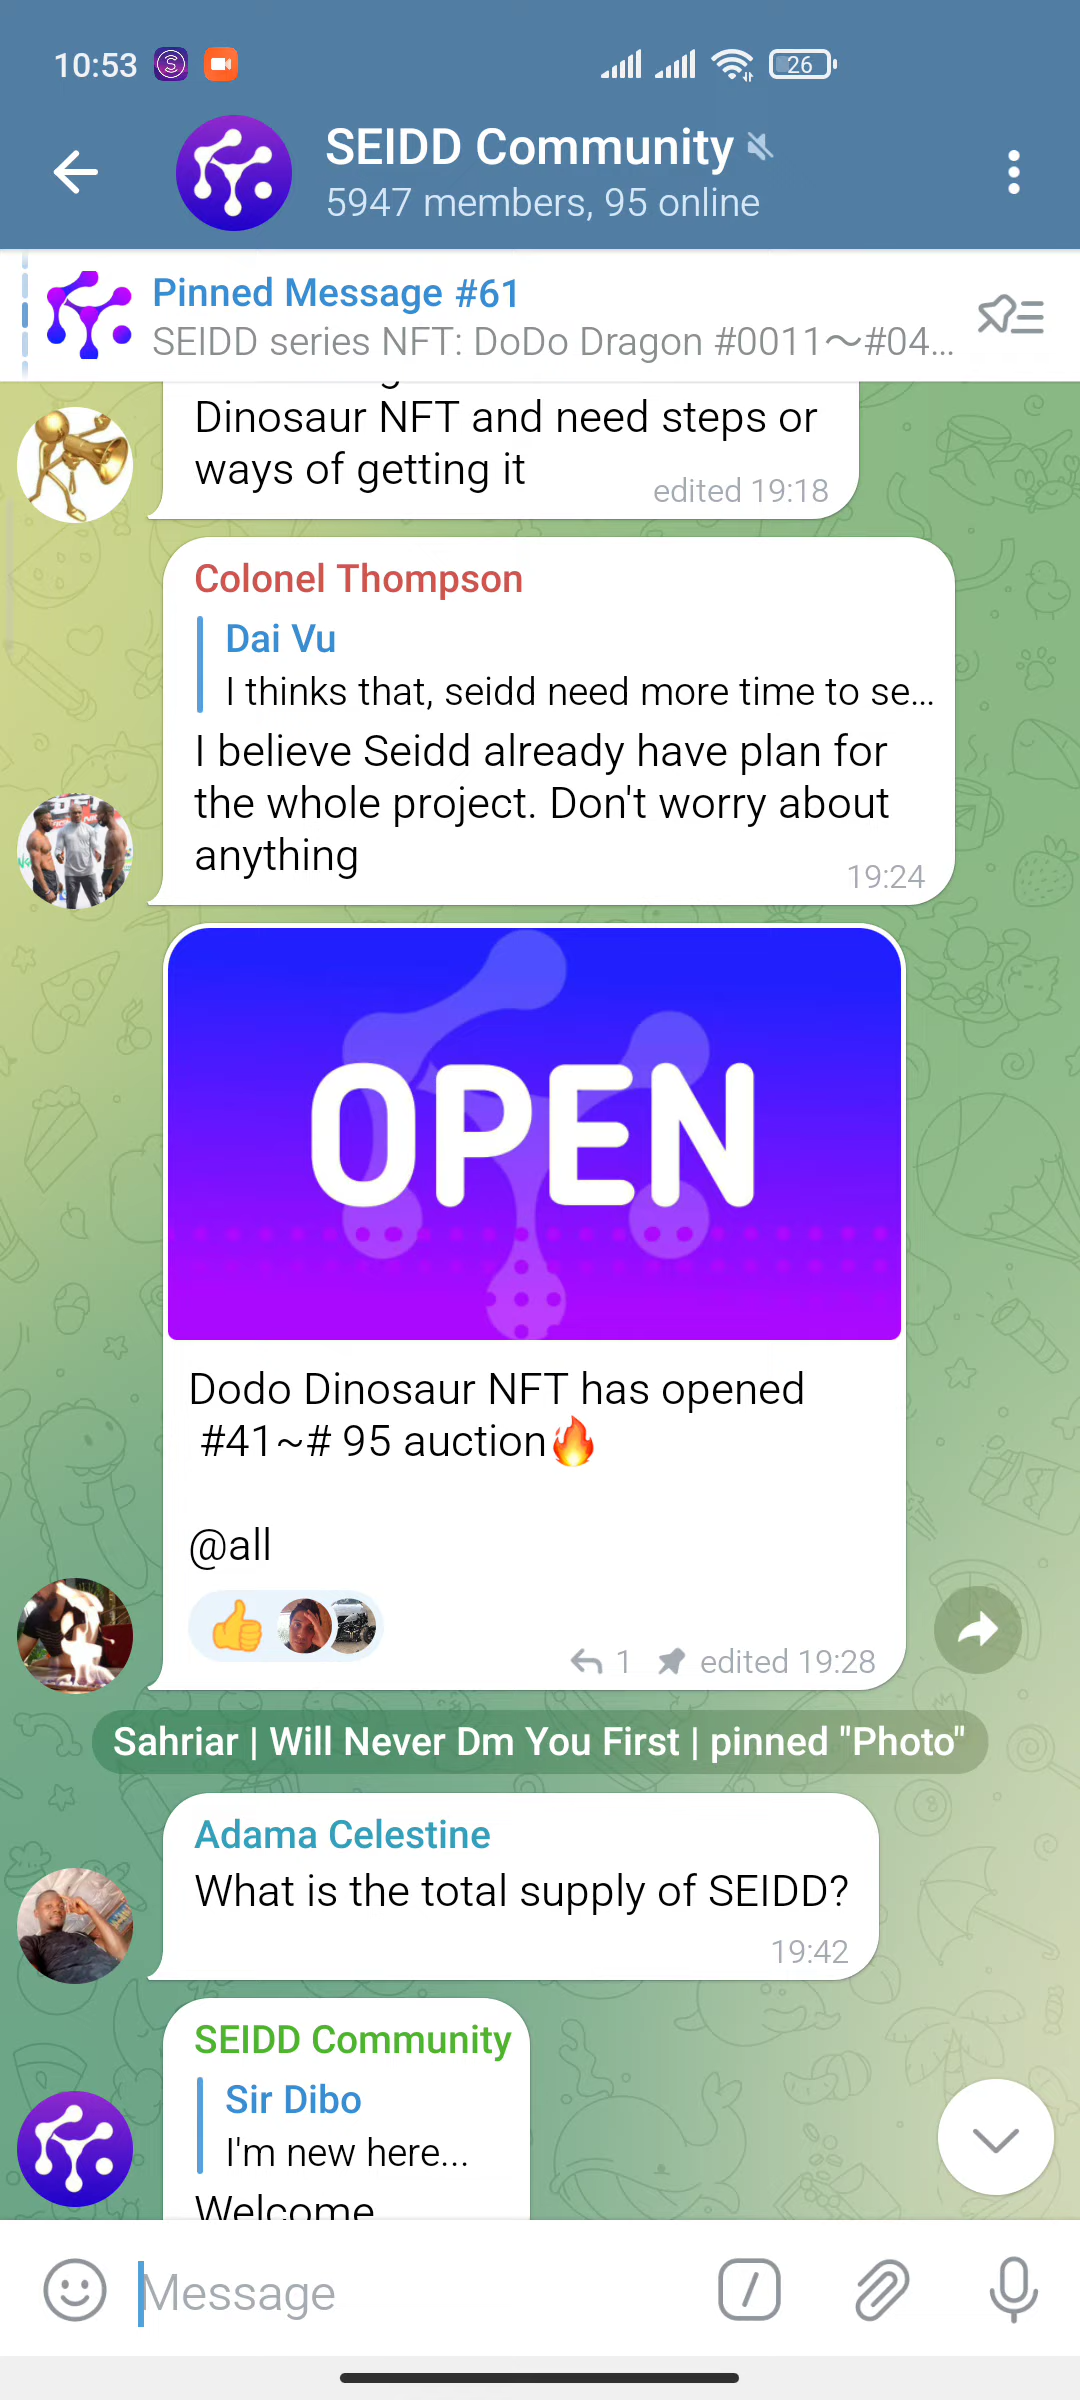 10:53
26
SEIDD Community
5947 members, 95 online
Pinned Message #61
SEIDD series NFT: DoDo Dragon #0011～#04...
Dinosaur NFT and need steps or
ways of getting it
edited 19:18
Colonel Thompson
Dai Vu
I thinks that, seidd need more time to se...
I believe Seidd already have plan for
the whole project. Don't worry about
anything
19:24
OPEN
Dodo Dinosaur NFT has opened
#41~# 95 auction🔥
@all
1 edited 19:28
Sahriar | Will Never Dm You First | pinned "Photo"
Adama Celestine
What is the total supply of SEIDD?
19:42
SEIDD Community
Sir Dibo
I'm new here...
Welcome
Message